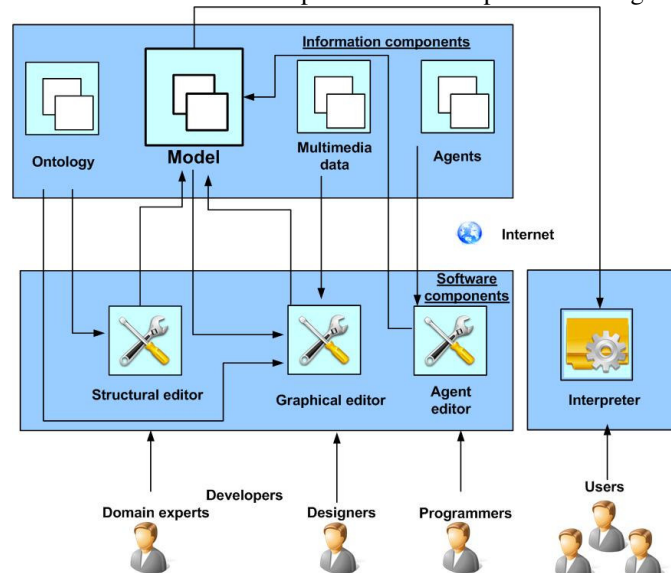 Information components
Ontology
Model
Multimedia
data
Agents
Internet
Software
components
Structural editor
Graphical editor
Agent
editor
Interpreter
Developers
Domain experts
Designers
Programmers
Users